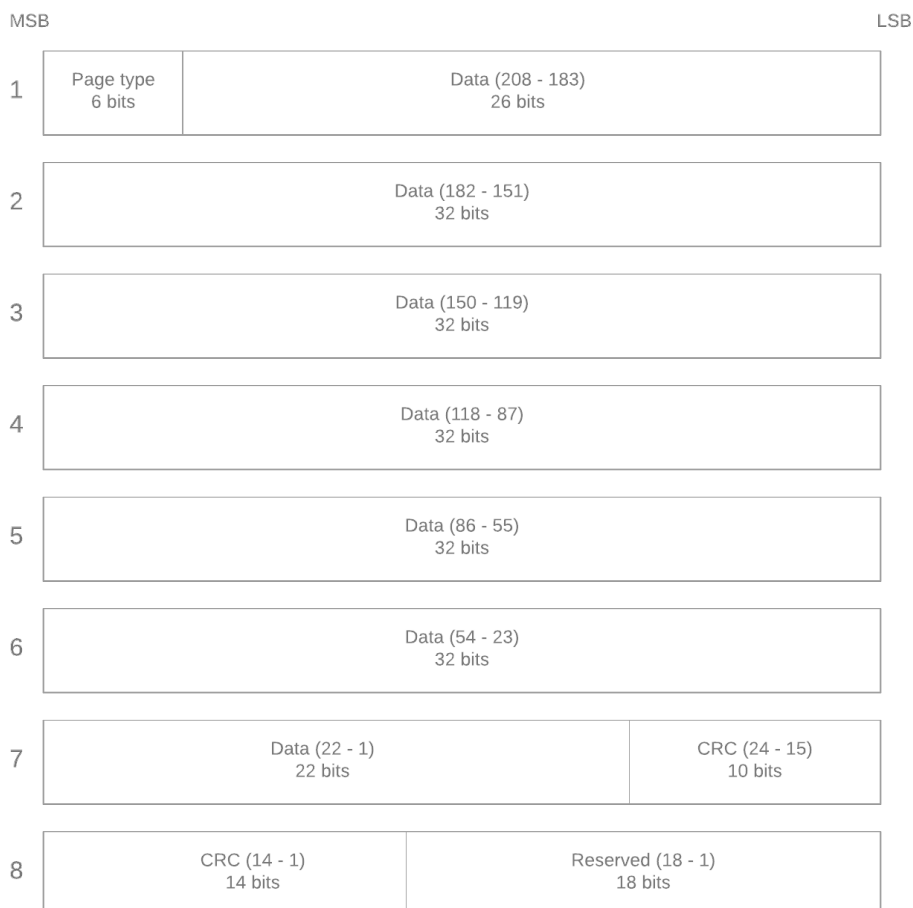 MSB LSB
1 Page type Data (208 - 183)
6 bits 26 bits
2 Data (182 - 151)
32 bits
3 Data (150 - 119)
32 bits
4 Data (118 - 87)
32 bits
5 Data (86 - 55)
32 bits
6 Data (54 - 23)
32 bits
7 Data (22 - 1) CRC (24 - 15)
22 bits 10 bits
8 CRC (14 - 1) Reserved (18 - 1)
14 bits 18 bits